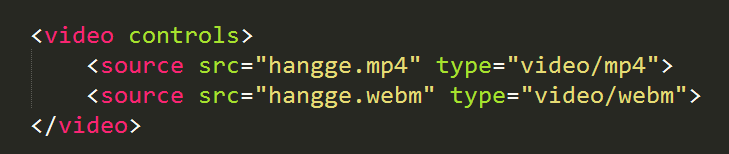 <video controls>
    <source src="hangge.mp4" type="video/mp4">
    <source src="hangge.webm" type="video/webm">
</video>